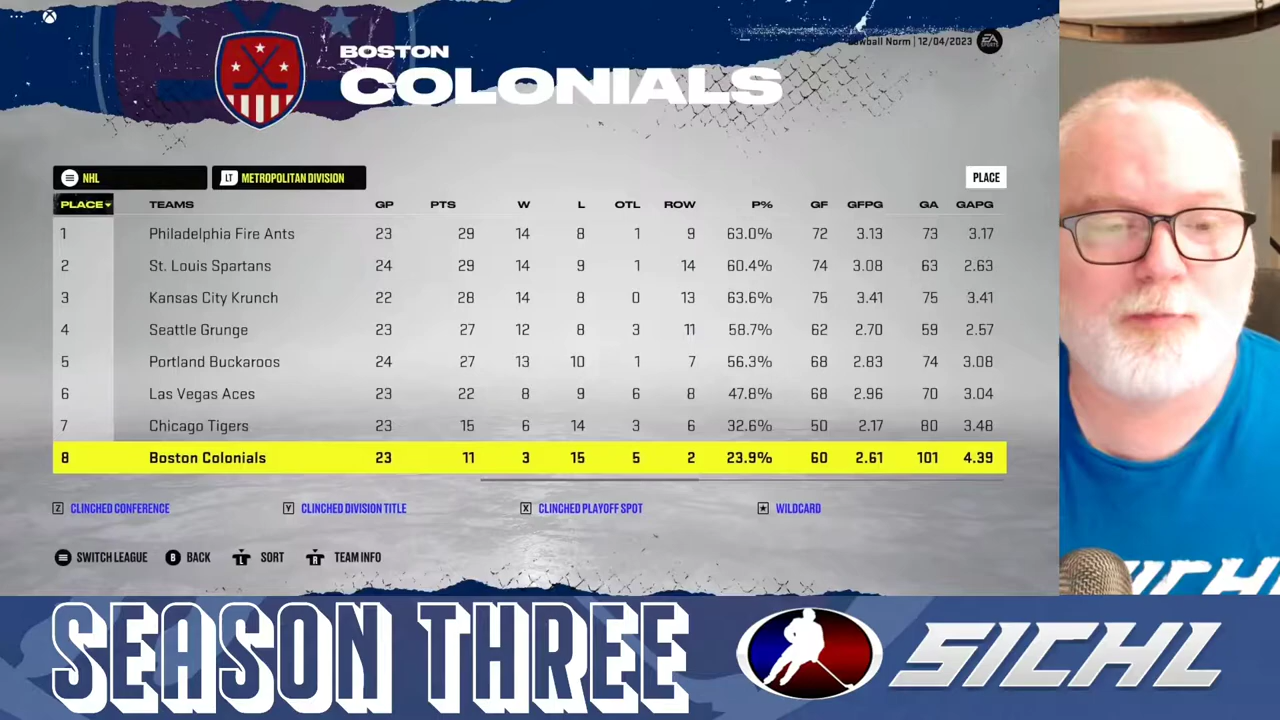 BOSTON
COLONIALS
Norm | 12/04/2023
EA
SPORTS
NHL LT METROPOLITAN DIVISION PLACE
PLACE TEAMS GP PTS W L OTL ROW P% GF GFPG GA GAPG
1 Philadelphia Fire Ants 23 29 14 8 1 9 63.0% 72 3.13 73 3.17
2 St. Louis Spartans 24 29 14 9 1 14 60.4% 74 3.08 63 2.63
3 Kansas City Krunch 22 28 14 8 0 13 63.6% 75 3.41 75 3.41
4 Seattle Grunge 23 27 12 8 3 11 58.7% 62 2.70 59 2.57
5 Portland Buckaroos 24 27 13 10 1 7 56.3% 68 2.83 74 3.08
6 Las Vegas Aces 23 22 8 9 6 8 47.8% 68 2.96 70 3.04
7 Chicago Tigers 23 15 6 14 3 6 32.6% 50 2.17 80 3.48
8 Boston Colonials 23 11 3 15 5 2 23.9% 60 2.61 101 4.39
Z CLINCHED CONFERENCE Y CLINCHED DIVISION TITLE X CLINCHED PLAYOFF SPOT WILDCARD
SWITCH LEAGUE B BACK L SORT R TEAM INFO
SEASON THREE SICHL